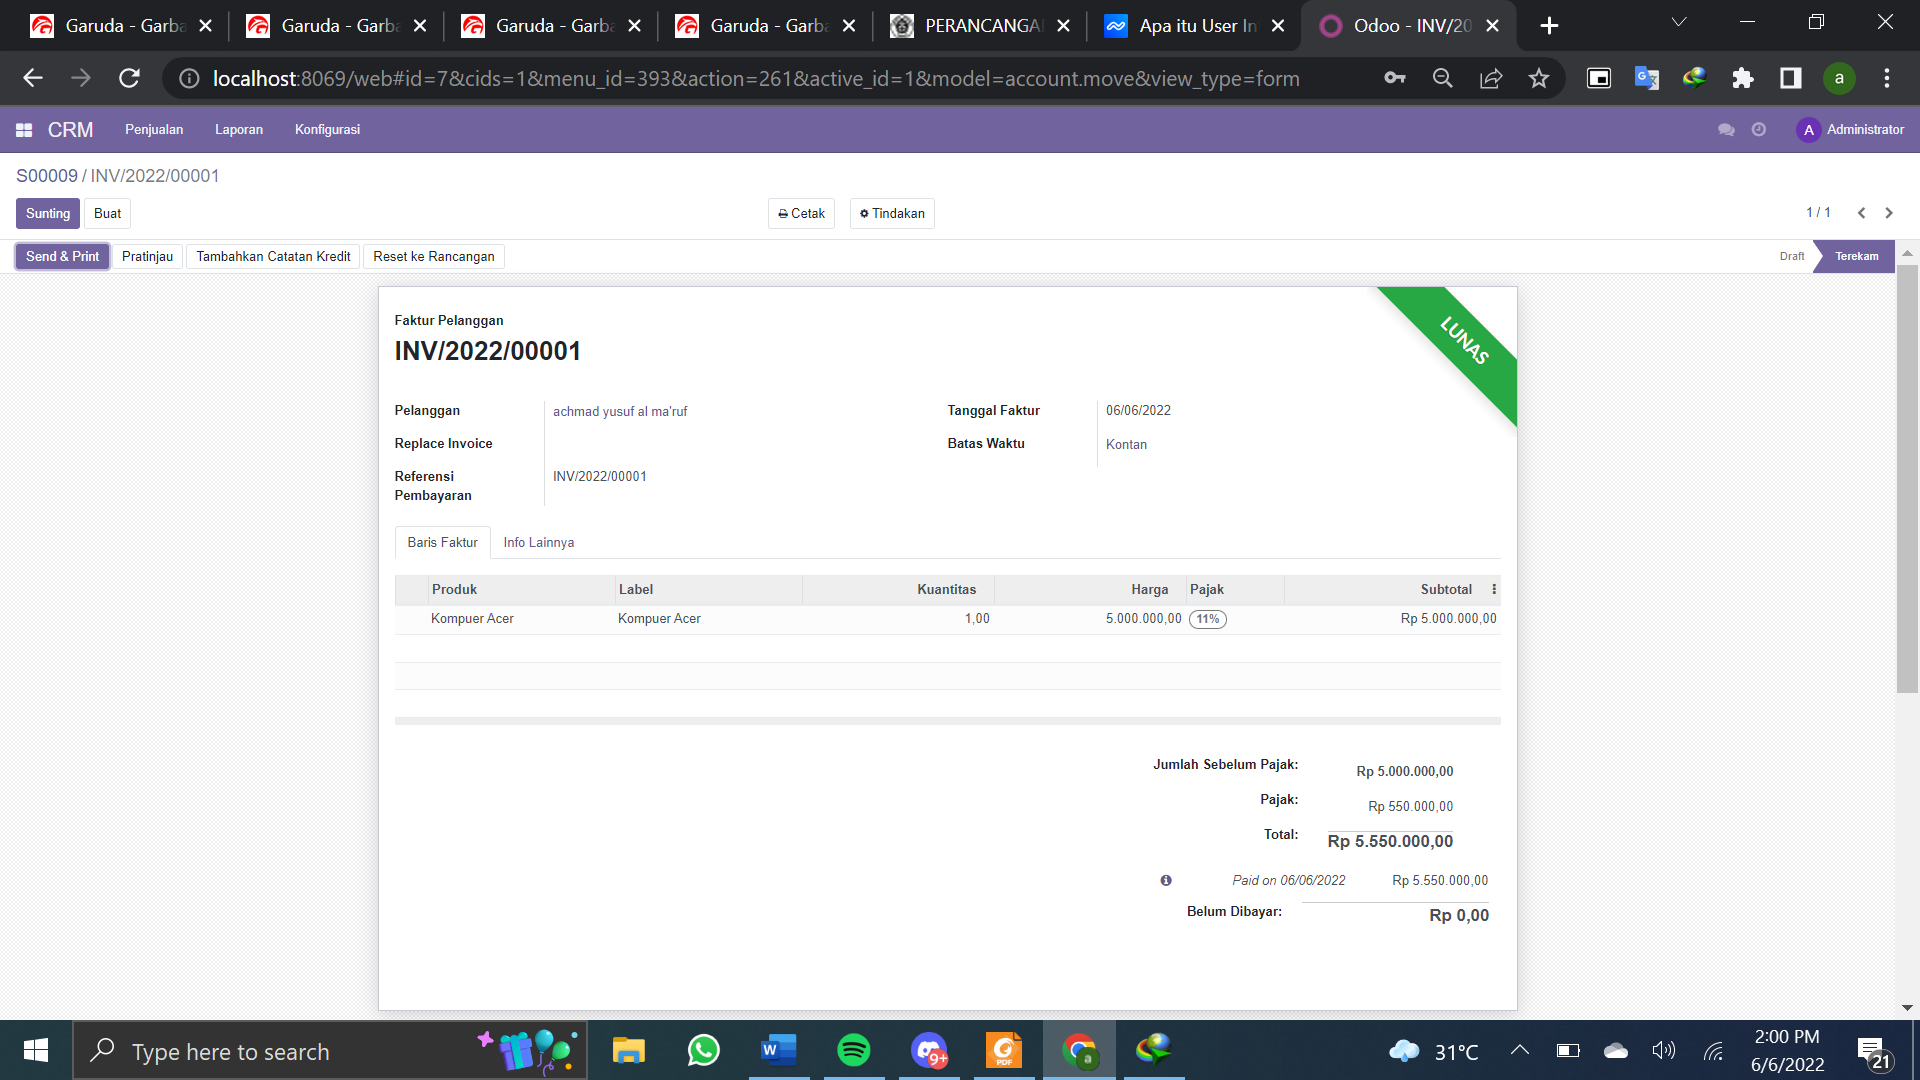 Garuda - Garba
Garuda - Garba
Garuda - Garba
Garuda - Garba
PERANCANGA
Apa itu User In
Odoo - INV/20
localhost:8069/web#id=7&cids=1&menu_id=393&action=261&active_id=1&model=account.move&view_type=form
a
CRM
Penjualan
Laporan
Konfigurasi
A
Administrator
S00009 / INV/2022/00001
Sunting
Buat
Cetak
Tindakan
1 / 1
Send & Print
Pratinjau
Tambahkan Catatan Kredit
Reset ke Rancangan
Draft
Terekam
LUNAS
Faktur Pelanggan
INV/2022/00001
Pelanggan
achmad yusuf al ma'ruf
Tanggal Faktur
06/06/2022
Replace Invoice
Batas Waktu
Kontan
Referensi
Pembayaran
INV/2022/00001
Baris Faktur
Info Lainnya
Produk
Label
Kuantitas
Harga
Pajak
Subtotal
Kompuer Acer
Kompuer Acer
1,00
5.000.000,00
11%
Rp 5.000.000,00
Jumlah Sebelum Pajak:
Rp 5.000.000,00
Pajak:
Rp 550.000,00
Total:
Rp 5.550.000,00
Paid on 06/06/2022
Rp 5.550.000,00
Belum Dibayar:
Rp 0,00
Type here to search
W
9+
PDF
a
31°C
2:00 PM
6/6/2022
21